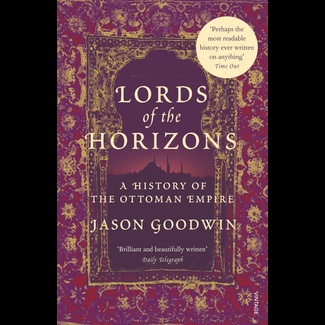 'Perhaps the
most readable
history ever written
on anything'
Time Out
LORDS
of the
HORIZONS
A HISTORY OF
THE OTTOMAN EMPIRE
JASON GOODWIN
'Brilliant and beautifully written'
Daily Telegraph
VINTAGE